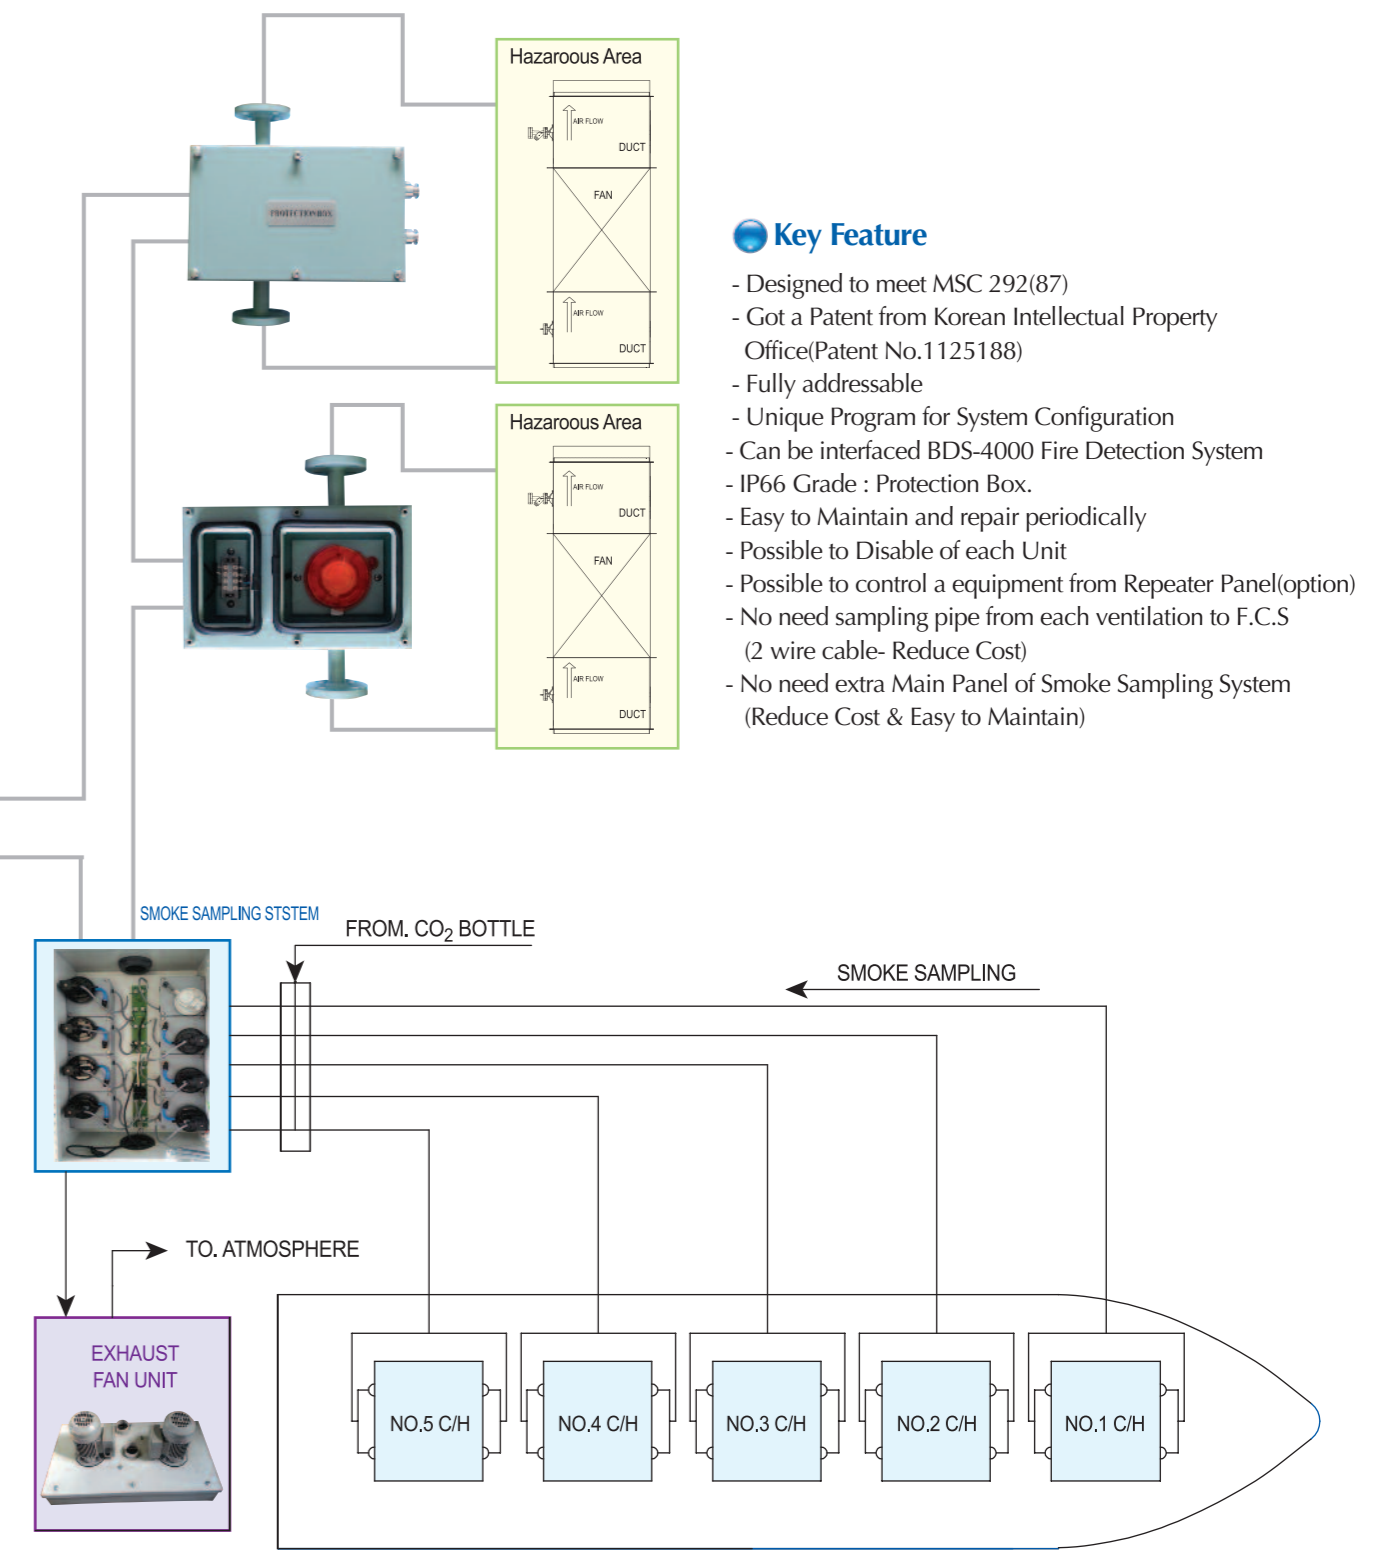 Hazaroous Area
AIR FLOW
DUCT
FAN
AIR FLOW
DUCT
PROTECTION BOX
Hazaroous Area
AIR FLOW
DUCT
FAN
AIR FLOW
DUCT
Key Feature
- Designed to meet MSC 292(87)
- Got a Patent from Korean Intellectual Property
Office(Patent No.1125188)
- Fully addressable
- Unique Program for System Configuration
- Can be interfaced BDS-4000 Fire Detection System
- IP66 Grade : Protection Box.
- Easy to Maintain and repair periodically
- Possible to Disable of each Unit
- Possible to control a equipment from Repeater Panel(option)
- No need sampling pipe from each ventilation to F.C.S
(2 wire cable- Reduce Cost)
- No need extra Main Panel of Smoke Sampling System
(Reduce Cost & Easy to Maintain)
SMOKE SAMPLING STSTEM
FROM. CO₂ BOTTLE
SMOKE SAMPLING
TO. ATMOSPHERE
EXHAUST
FAN UNIT
NO.5 C/H
NO.4 C/H
NO.3 C/H
NO.2 C/H
NO.1 C/H